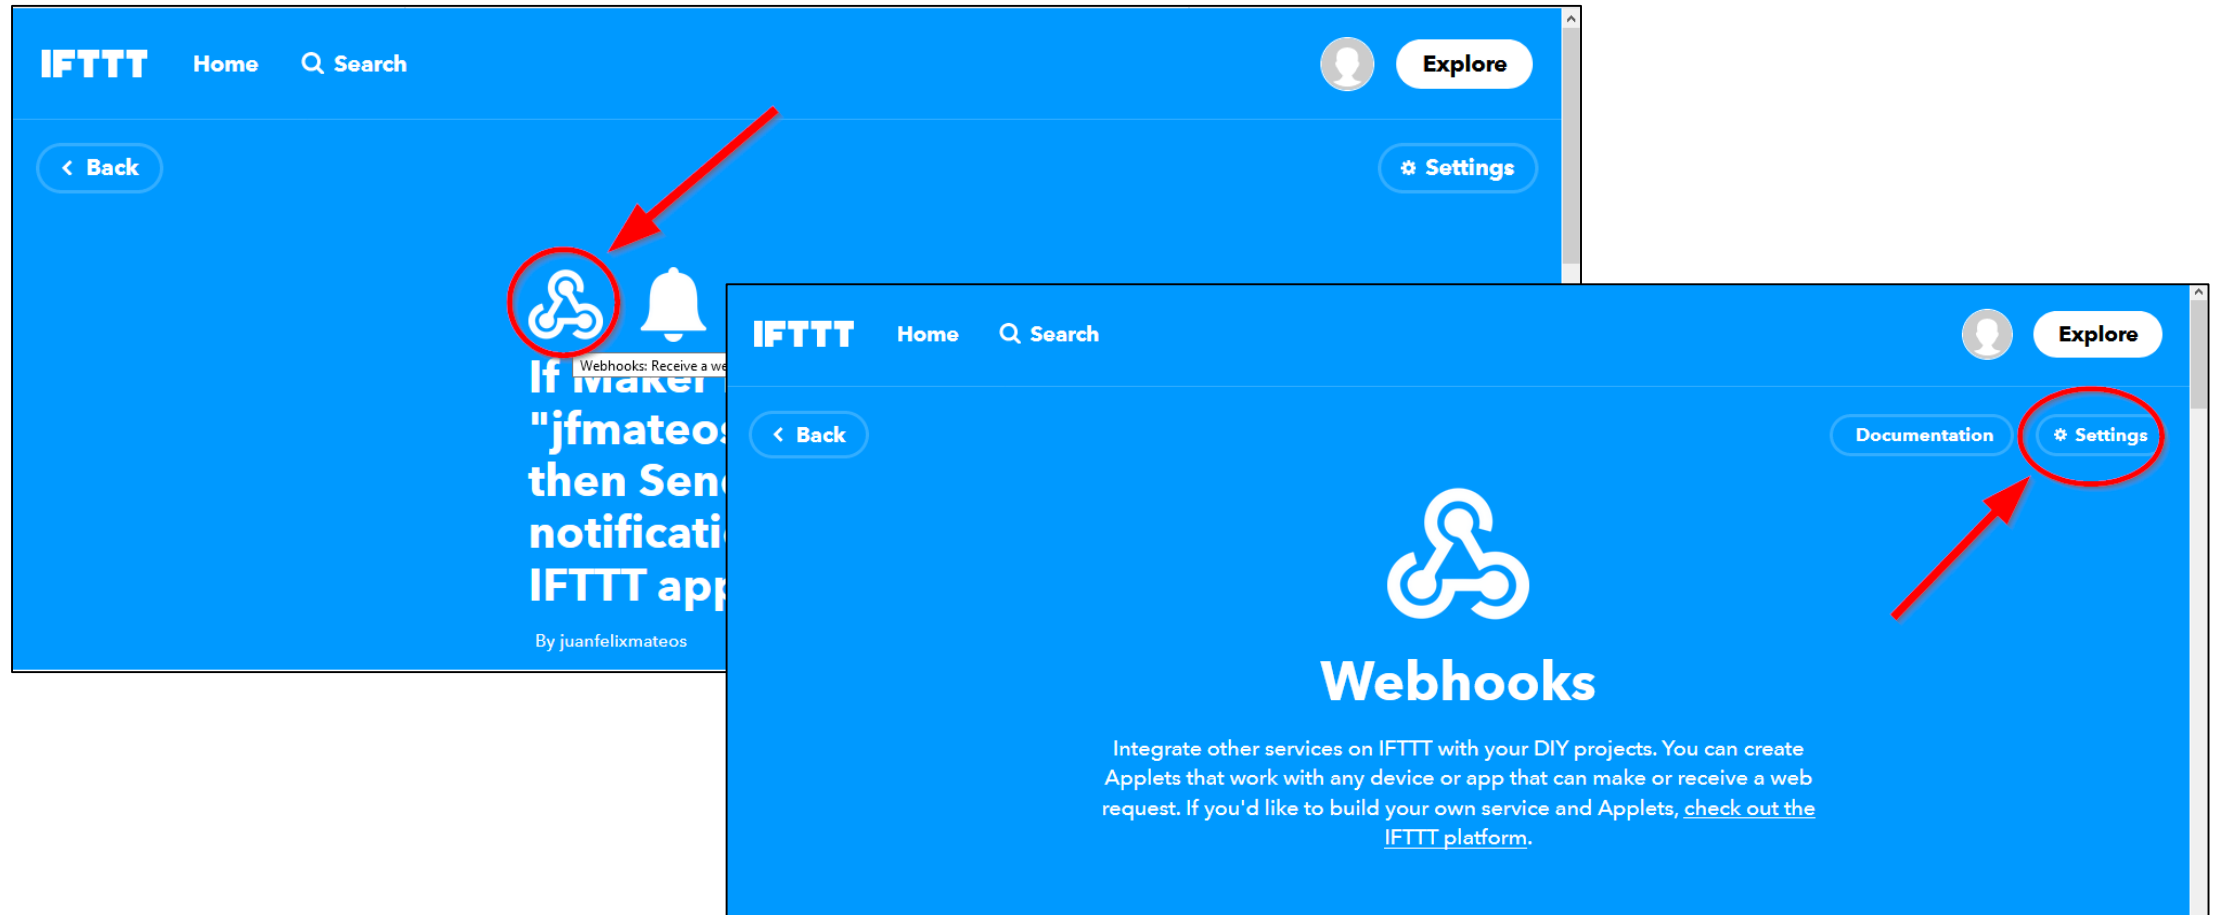 IFTTT Home Search Explore
Back Settings
Webhooks: Receive a we
If Maker
"jfmateos
then Sen
notificati
IFTTT app
By juanfelixmateos
IFTTT Home Search Explore
Back Documentation Settings
Webhooks
Integrate other services on IFTTT with your DIY projects. You can create
Applets that work with any device or app that can make or receive a web
request. If you'd like to build your own service and Applets, check out the
IFTTT platform.